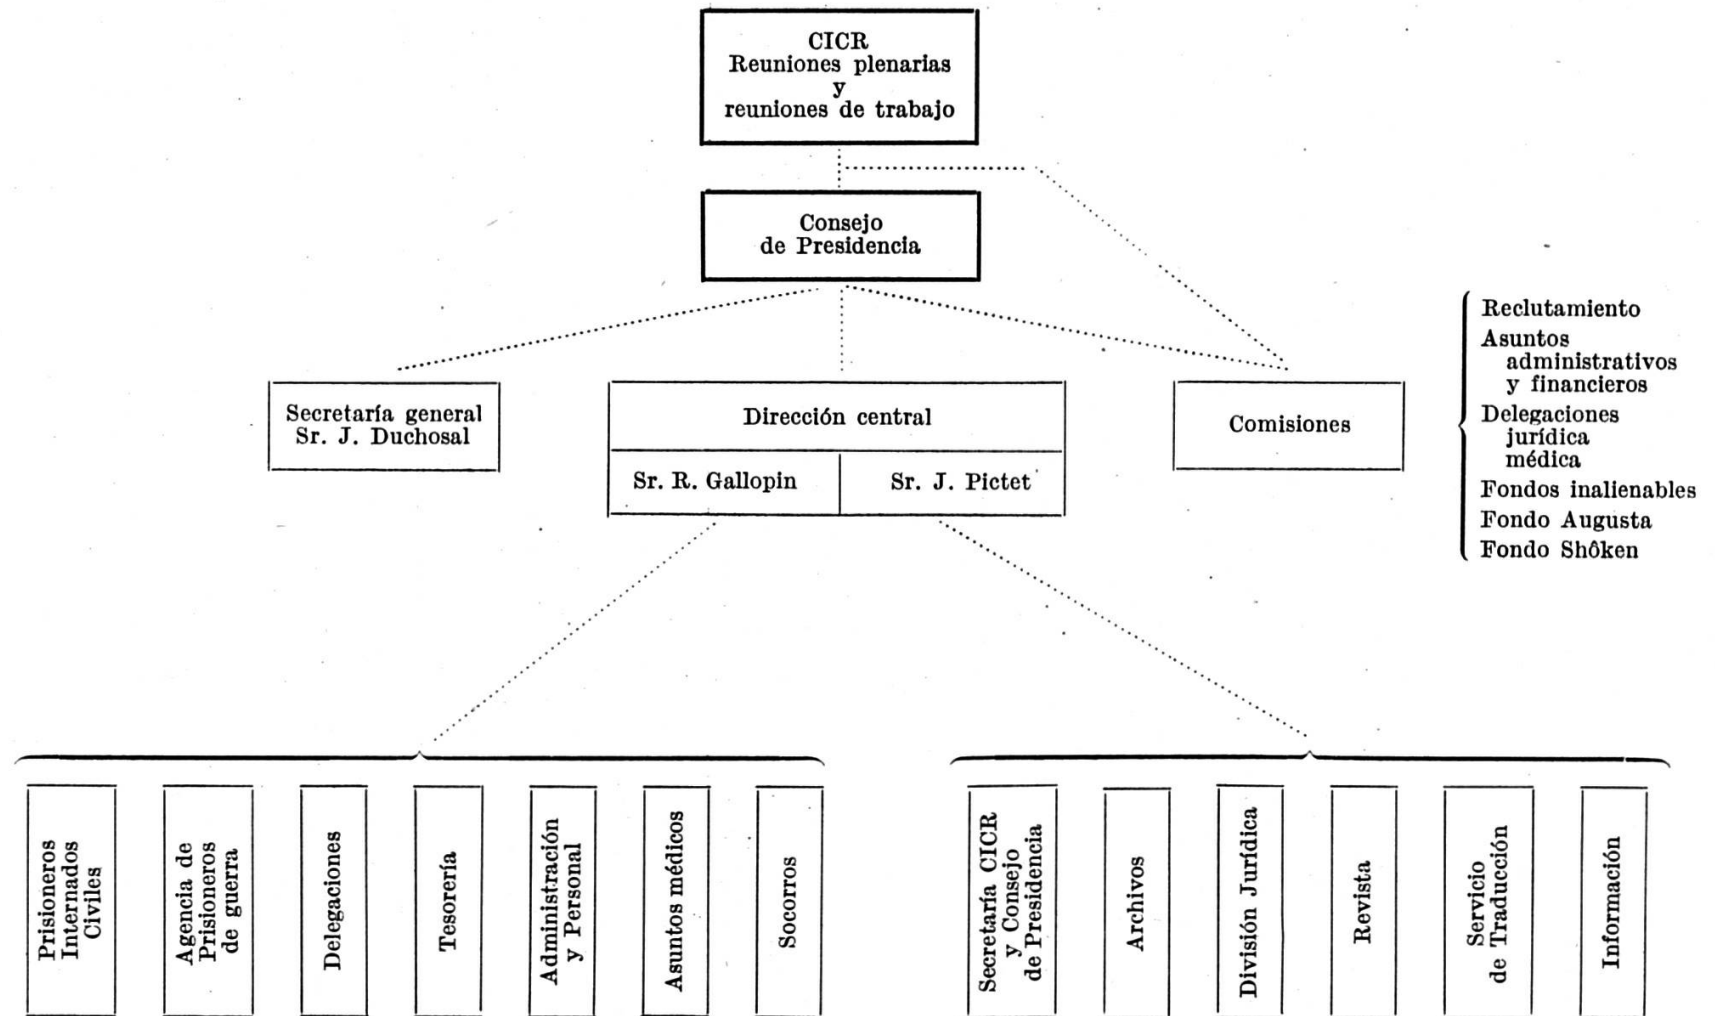 CICR
Reuniones plenarias
y
reuniones de trabajo
Consejo
de Presidencia
Secretaría general
Sr. J. Duchosal
Dirección central
Sr. R. Gallopin
Sr. J. Pictet
Comisiones
Reclutamiento
Asuntos
administrativos
y financieros
Delegaciones
jurídica
médica
Fondos inalienables
Fondo Augusta
Fondo Shôken
Prisioneros
Internados
Civiles
Agencia de
Prisioneros
de guerra
Delegaciones
Tesorería
Administración
y Personal
Asuntos médicos
Socorros
Secretaría CICR
y Consejo
de Presidencia
Archivos
División Jurídica
Revista
Servicio
de Traducción
Información